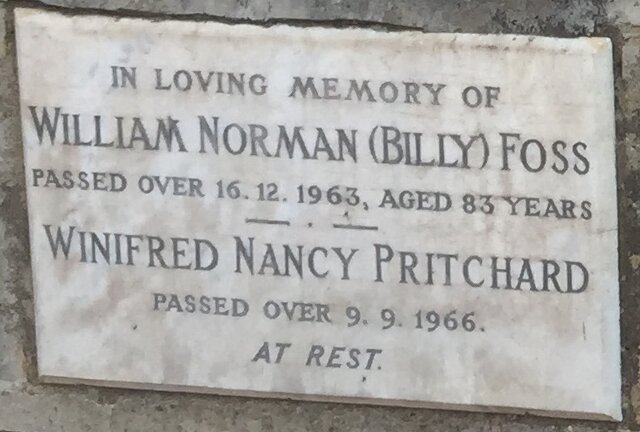 IN LOVING MEMORY OF
WILLIAM NORMAN (BILLY) FOSS
PASSED OVER 16.12.1963, AGED 83 YEARS
WINIFRED NANCY PRITCHARD
PASSED OVER 9.9.1966.
AT REST.